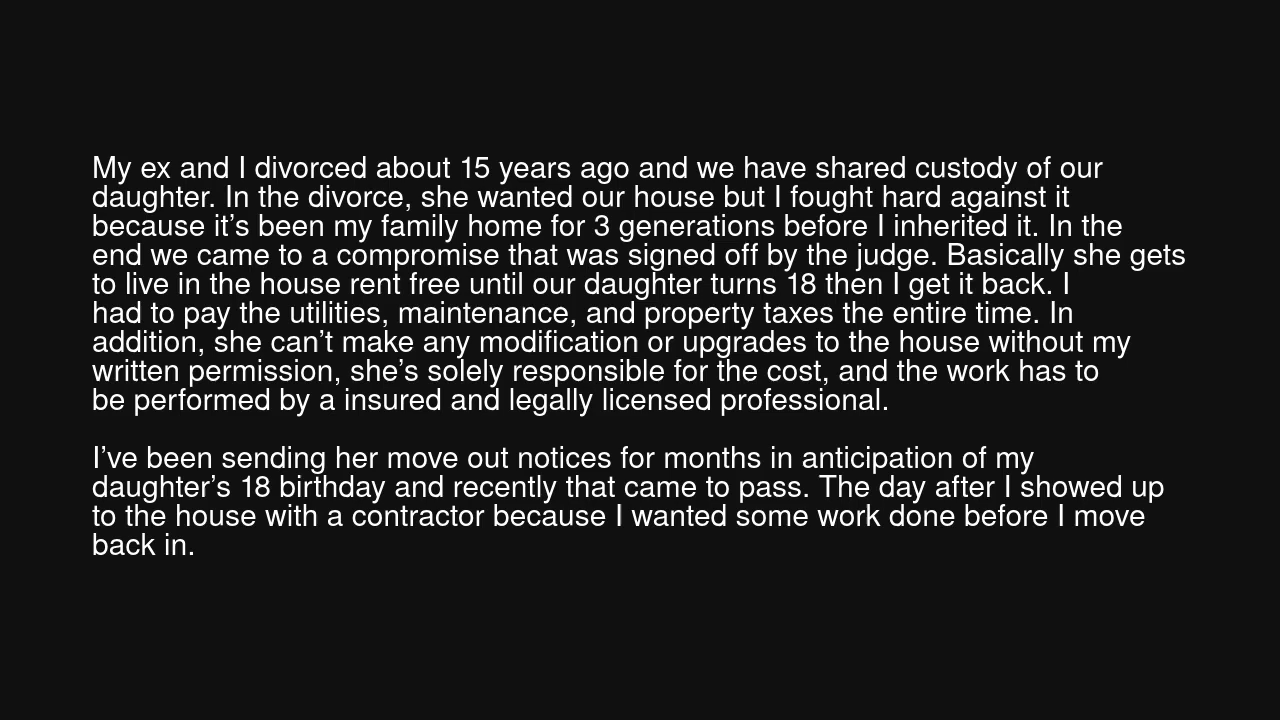 My ex and I divorced about 15 years ago and we have shared custody of our
daughter. In the divorce, she wanted our house but I fought hard against it
because it’s been my family home for 3 generations before I inherited it. In the
end we came to a compromise that was signed off by the judge. Basically she gets
to live in the house rent free until our daughter turns 18 then I get it back. I
had to pay the utilities, maintenance, and property taxes the entire time. In
addition, she can’t make any modification or upgrades to the house without my
written permission, she’s solely responsible for the cost, and the work has to
be performed by a insured and legally licensed professional.
I’ve been sending her move out notices for months in anticipation of my
daughter’s 18 birthday and recently that came to pass. The day after I showed up
to the house with a contractor because I wanted some work done before I move
back in.